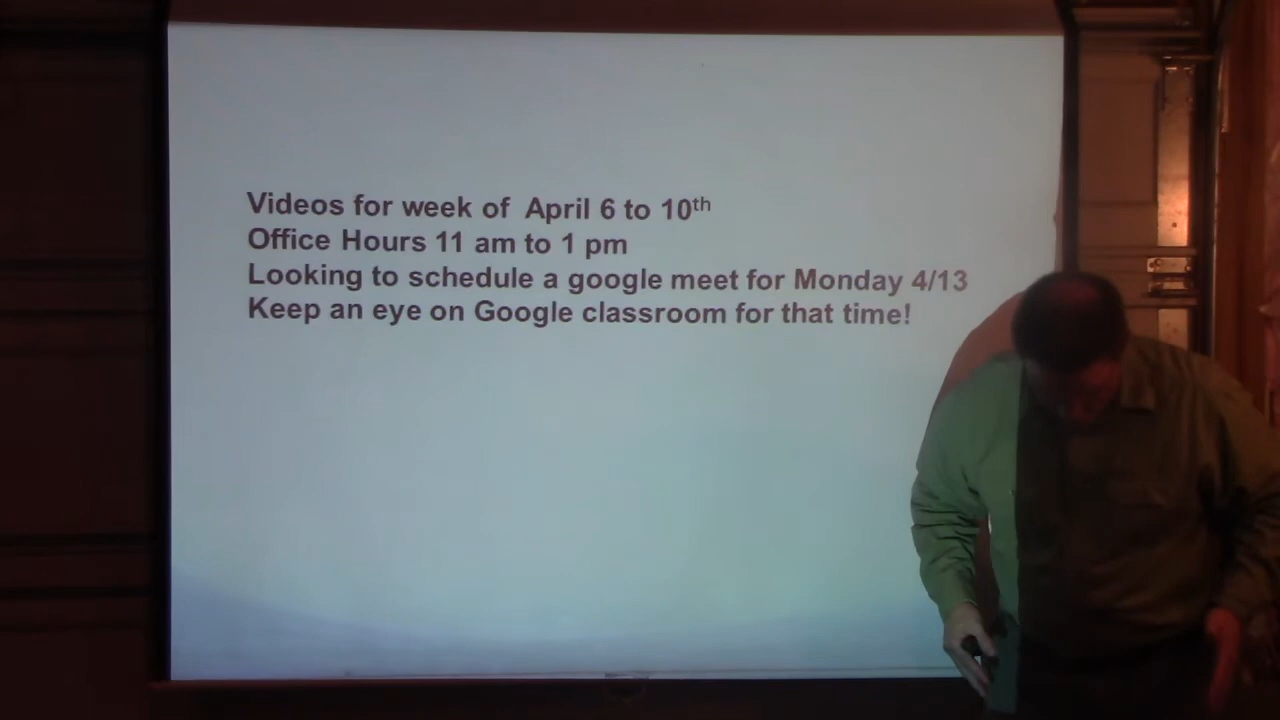 Videos for week of April 6 to 10th
Office Hours 11 am to 1 pm
Looking to schedule a google meet for Monday 4/13
Keep an eye on Google classroom for that time!